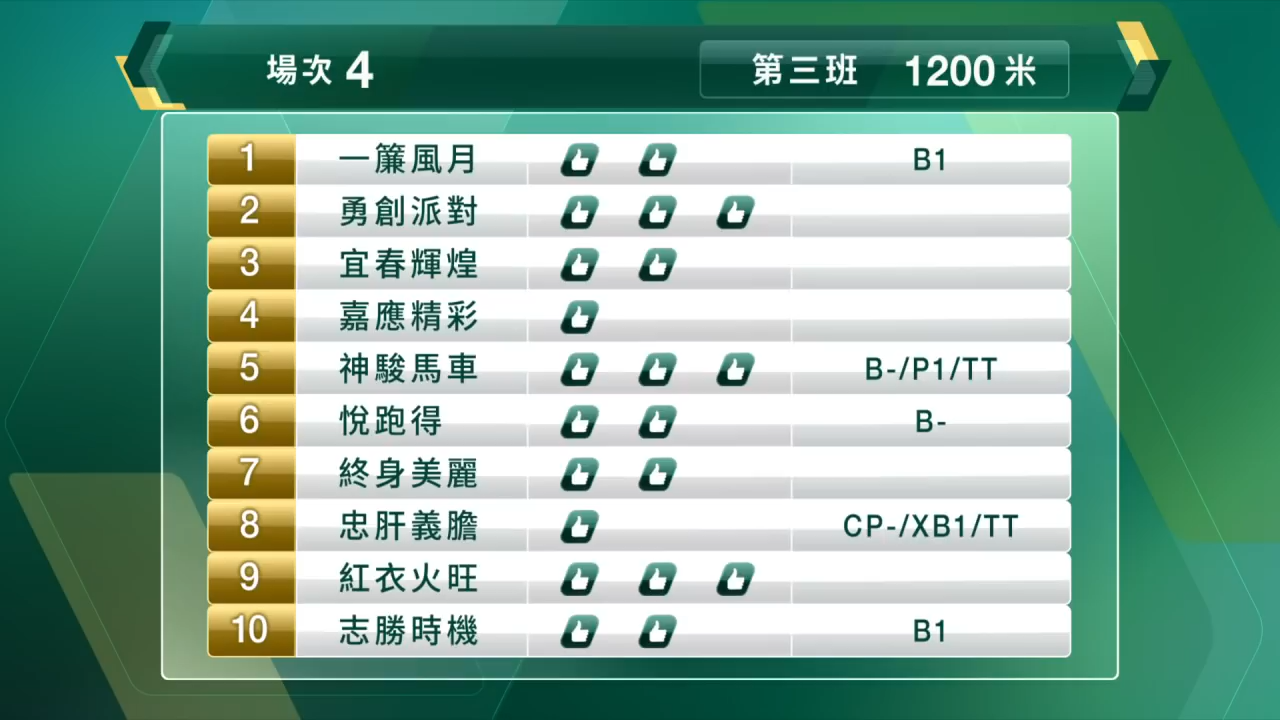 場次 4
第三班 1200 米
1 一簾風月 B1
2 勇創派對
3 宜春輝煌
4 嘉應精彩
5 神駿馬車 B-/P1/TT
6 悅跑得 B-
7 終身美麗
8 忠肝義膽 CP-/XB1/TT
9 紅衣火旺
10 志勝時機 B1